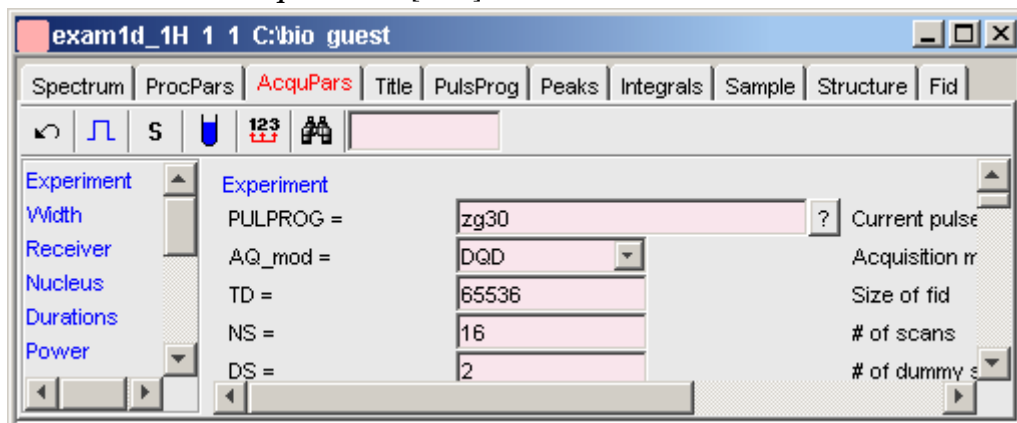 exam1d_1H 1 1 C:\bio guest
Spectrum ProcPars AcquPars Title PulsProg Peaks Integrals Sample Structure Fid
S 123
Experiment
Width
Receiver
Nucleus
Durations
Power
Experiment
PULPROG = zg30 ? Current pulse
AQ_mod = DQD Acquisition m
TD = 65536 Size of fid
NS = 16 # of scans
DS = 2 # of dummy s